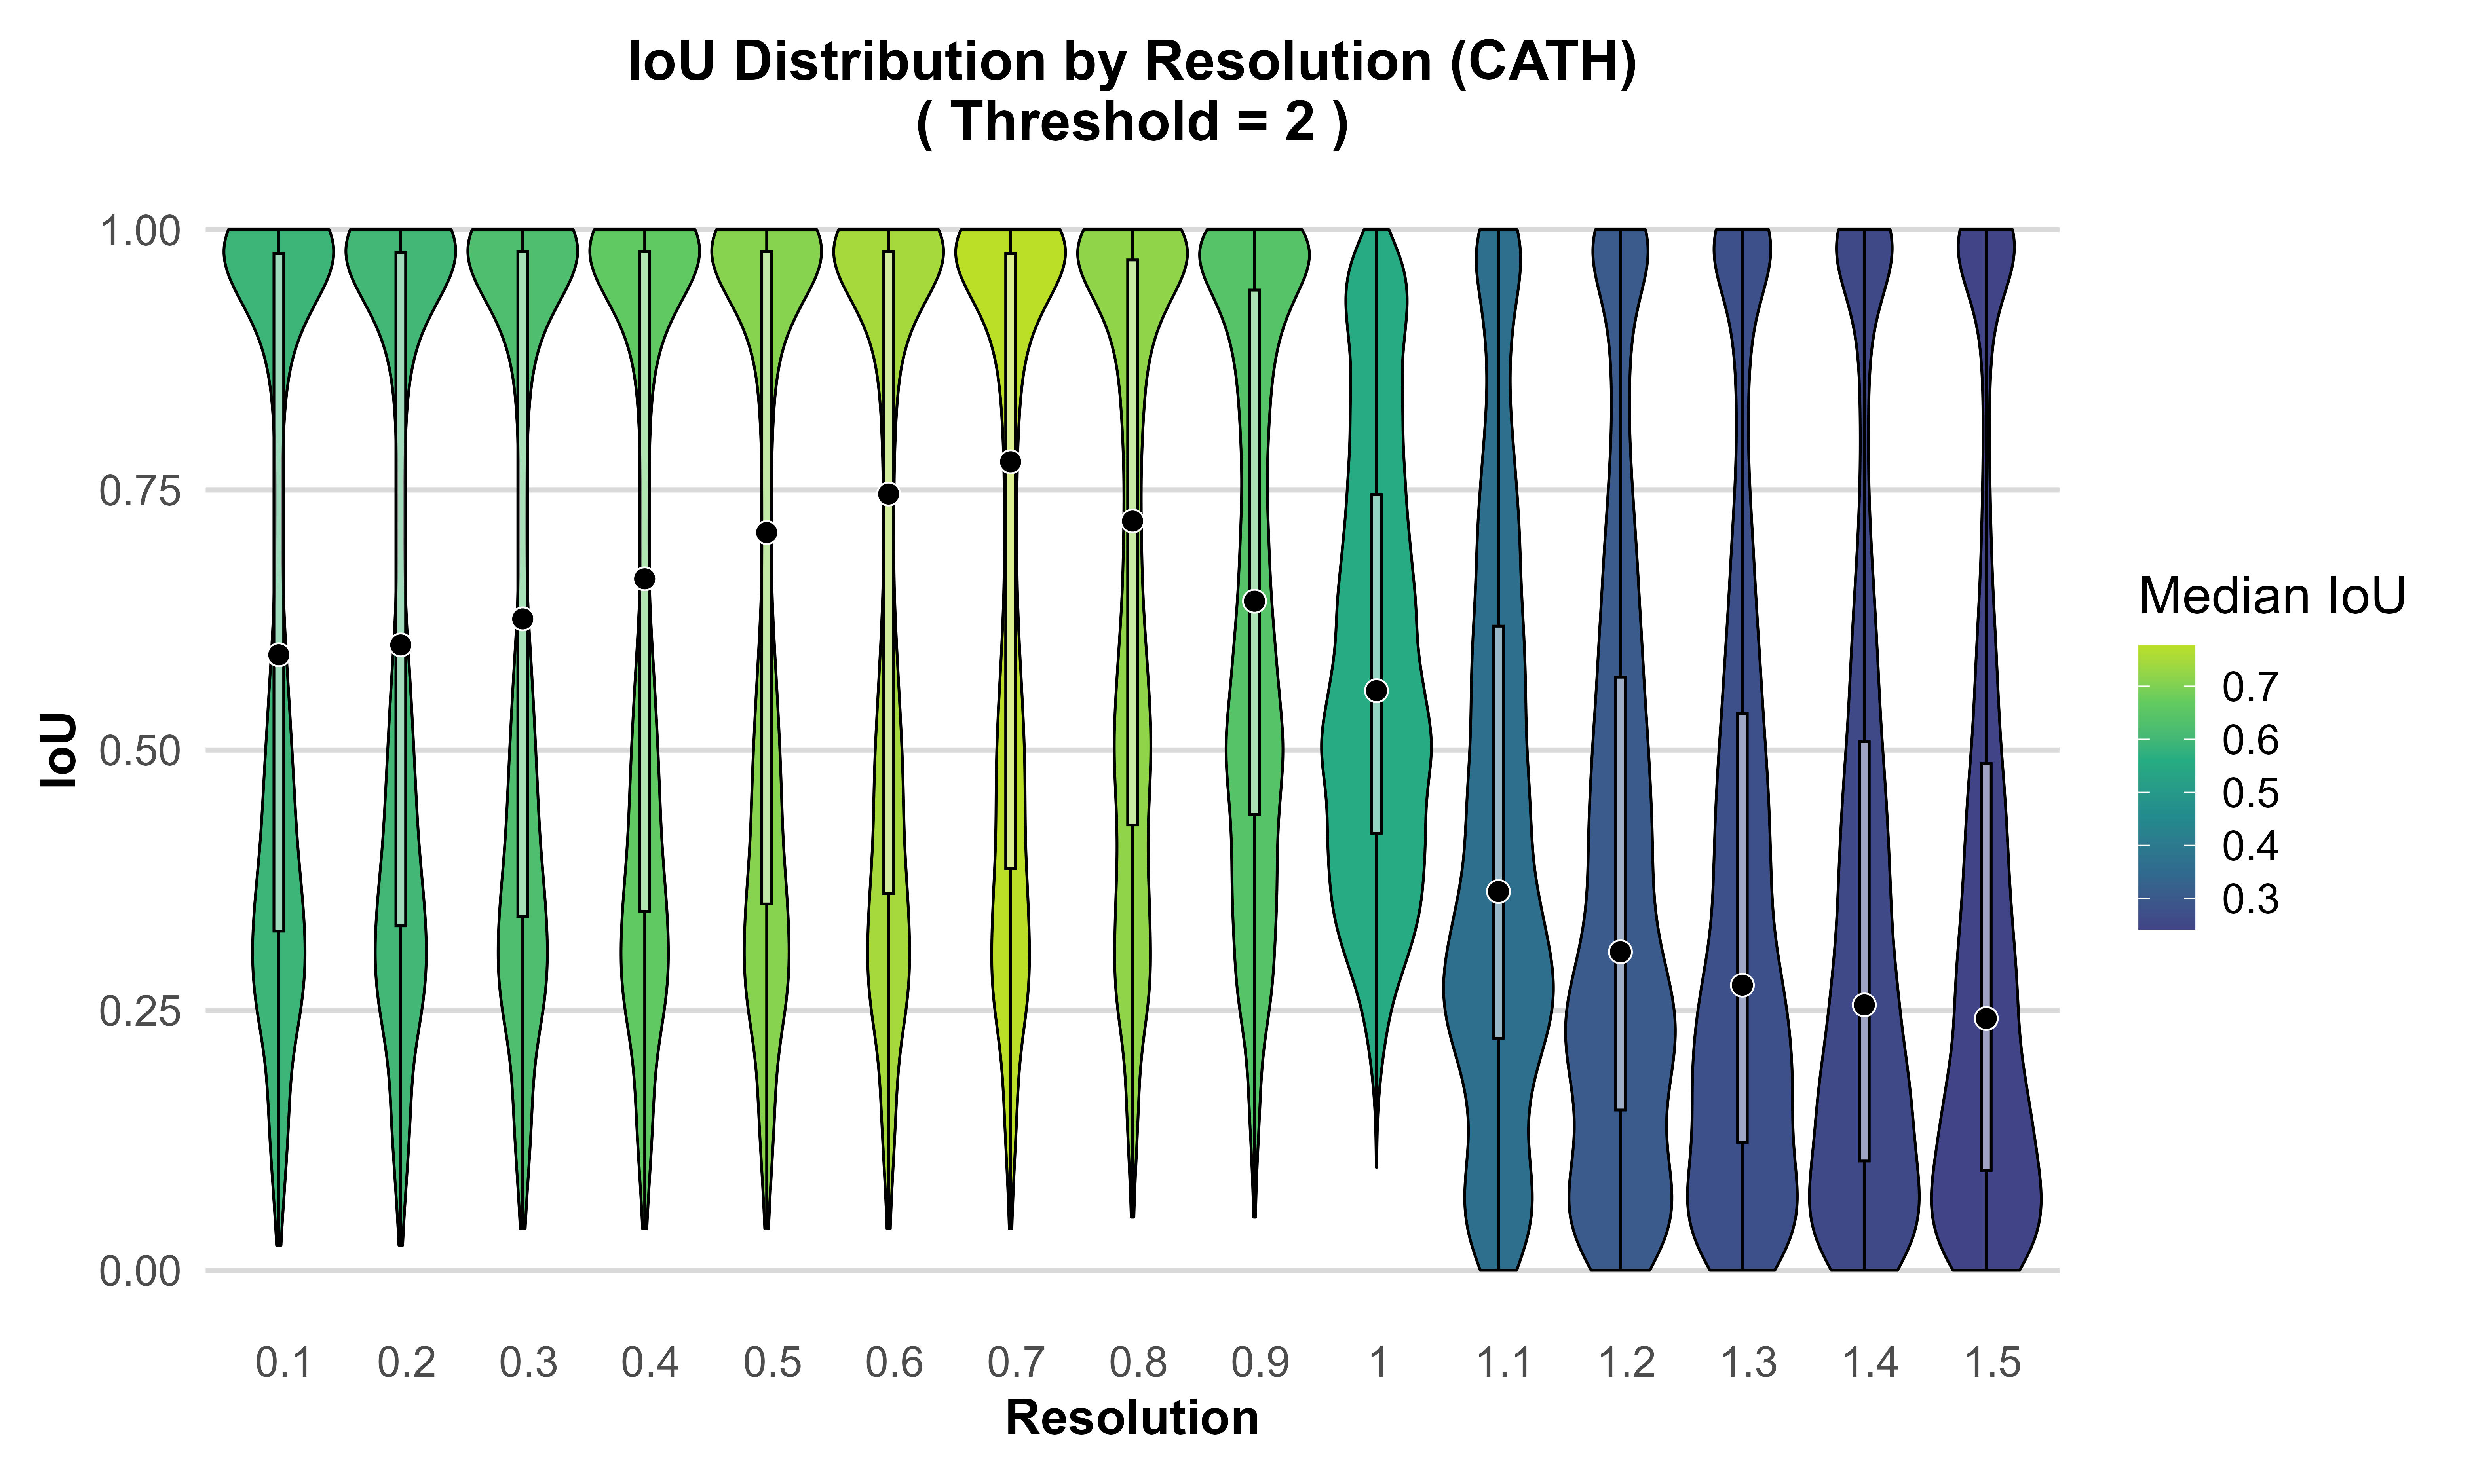 IoU Distribution by Resolution (CATH)
( Threshold = 2 )
1.00
0.75
0.50
0.25
0.00
IoU
0.1 0.2 0.3 0.4 0.5 0.6 0.7 0.8 0.9 1 1.1 1.2 1.3 1.4 1.5
Resolution
Median IoU
0.7
0.6
0.5
0.4
0.3